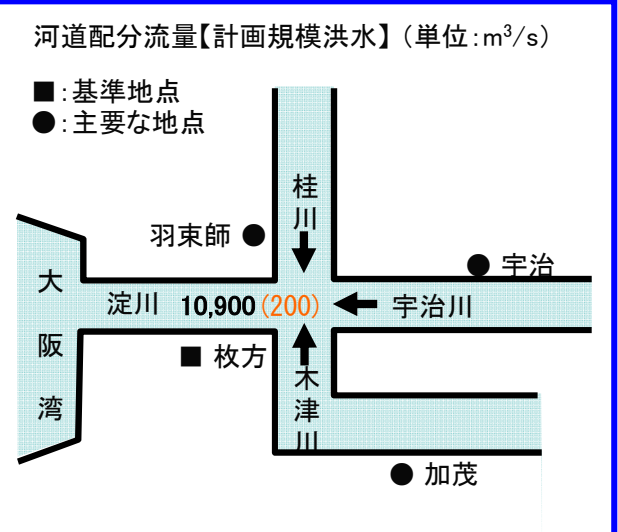 河道配分流量【計画規模洪水】（単位:m³/s）
■:基準地点
●:主要な地点
桂川
羽束師 ●
● 宇治
大阪湾
淀川 10,900(200)
宇治川
■ 枚方
木津川
● 加茂